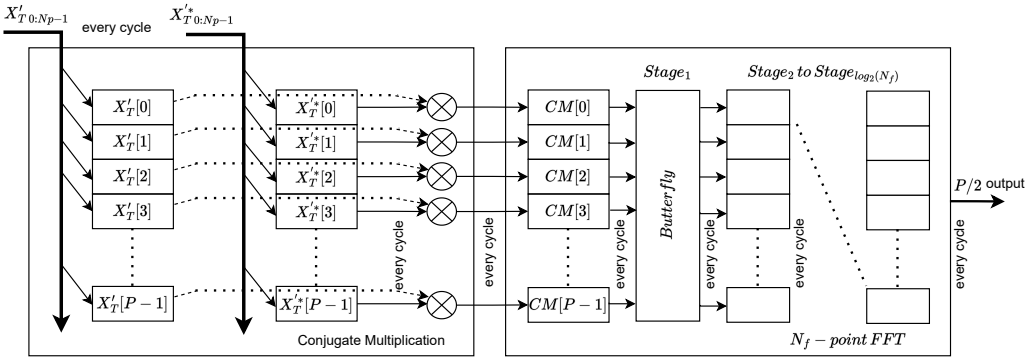 X'_{T 0:Np-1}
every cycle
X'^*_{T 0:Np-1}
Stage_1
Stage_2 to Stage_{log_2(N_f)}
X'_T[0]
X'^*_T[0]
CM[0]
X'_T[1]
X'^*_T[1]
CM[1]
X'_T[2]
X'^*_T[2]
CM[2]
X'_T[3]
X'^*_T[3]
CM[3]
X'_T[P-1]
X'^*_T[P-1]
CM[P-1]
Butterfly
every cycle
every cycle
every cycle
every cycle
every cycle
every cycle
P/2 output
Conjugate Multiplication
N_f - point FFT